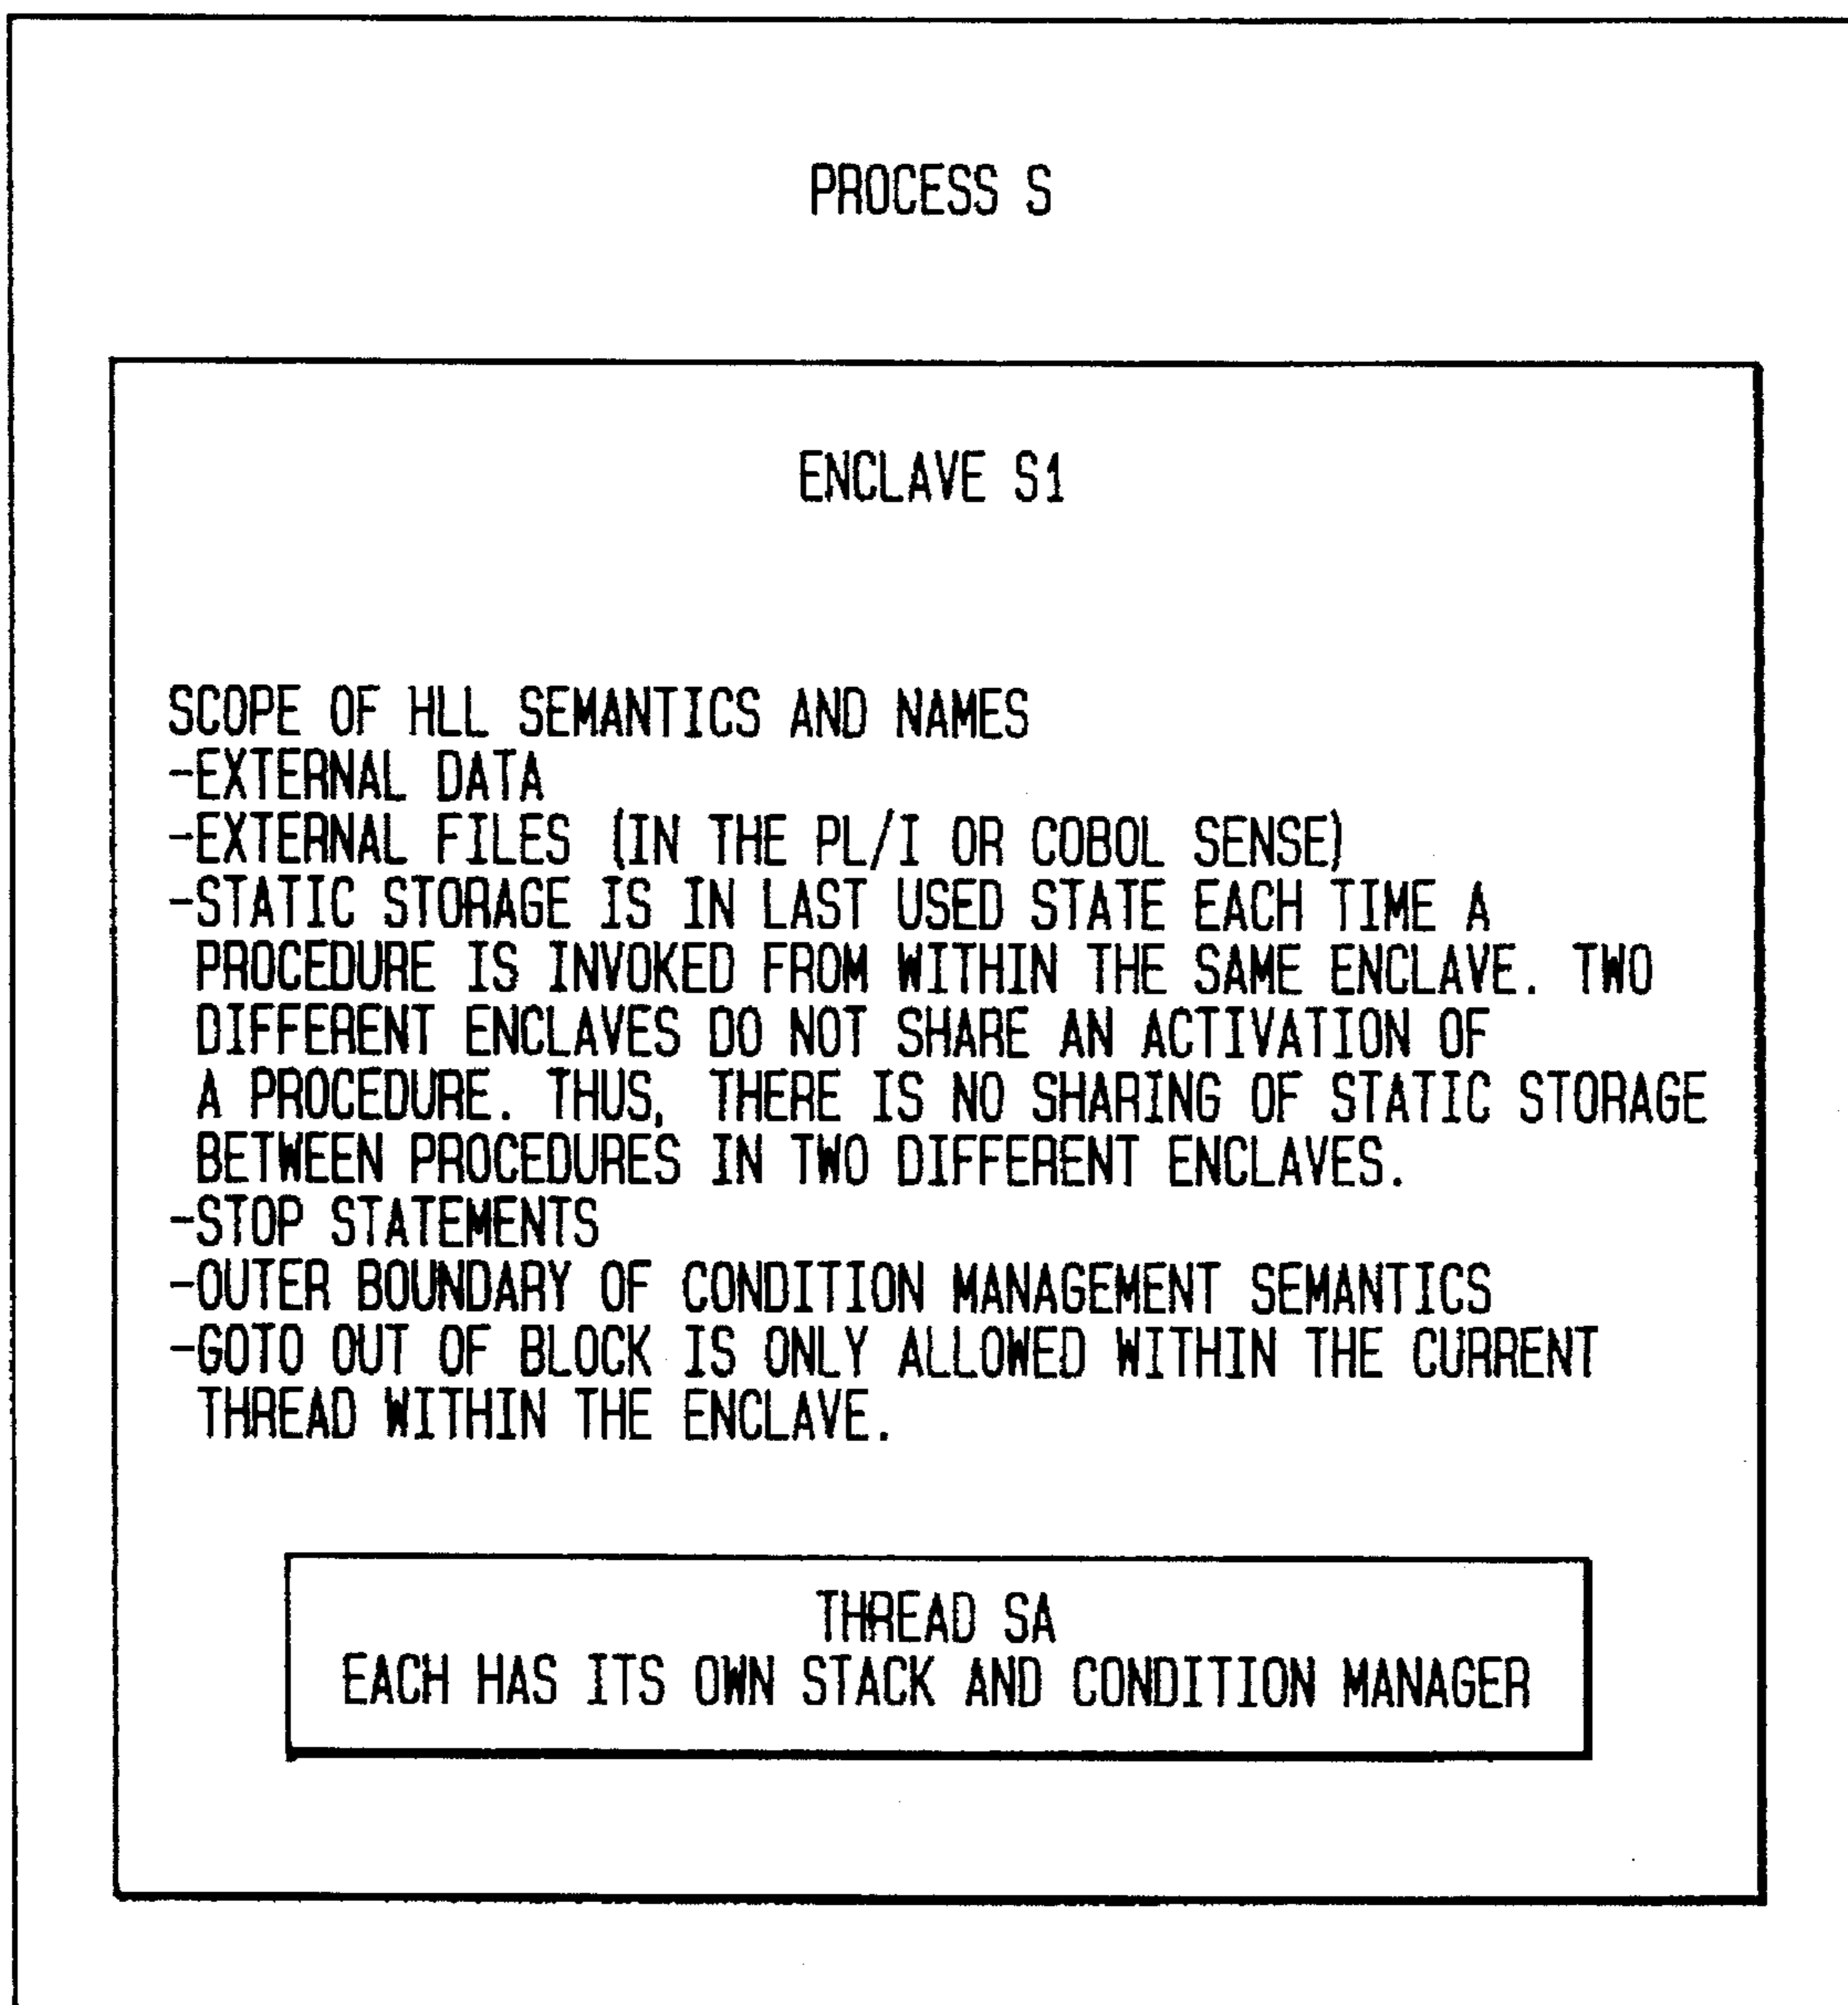 PROCESS S
ENCLAVE S1
SCOPE OF HLL SEMANTICS AND NAMES
-EXTERNAL DATA
-EXTERNAL FILES (IN THE PL/I OR COBOL SENSE)
-STATIC STORAGE IS IN LAST USED STATE EACH TIME A
PROCEDURE IS INVOKED FROM WITHIN THE SAME ENCLAVE. TWO
DIFFERENT ENCLAVES DO NOT SHARE AN ACTIVATION OF
A PROCEDURE. THUS, THERE IS NO SHARING OF STATIC STORAGE
BETWEEN PROCEDURES IN TWO DIFFERENT ENCLAVES.
-STOP STATEMENTS
-OUTER BOUNDARY OF CONDITION MANAGEMENT SEMANTICS
-GOTO OUT OF BLOCK IS ONLY ALLOWED WITHIN THE CURRENT
THREAD WITHIN THE ENCLAVE.
THREAD SA
EACH HAS ITS OWN STACK AND CONDITION MANAGER